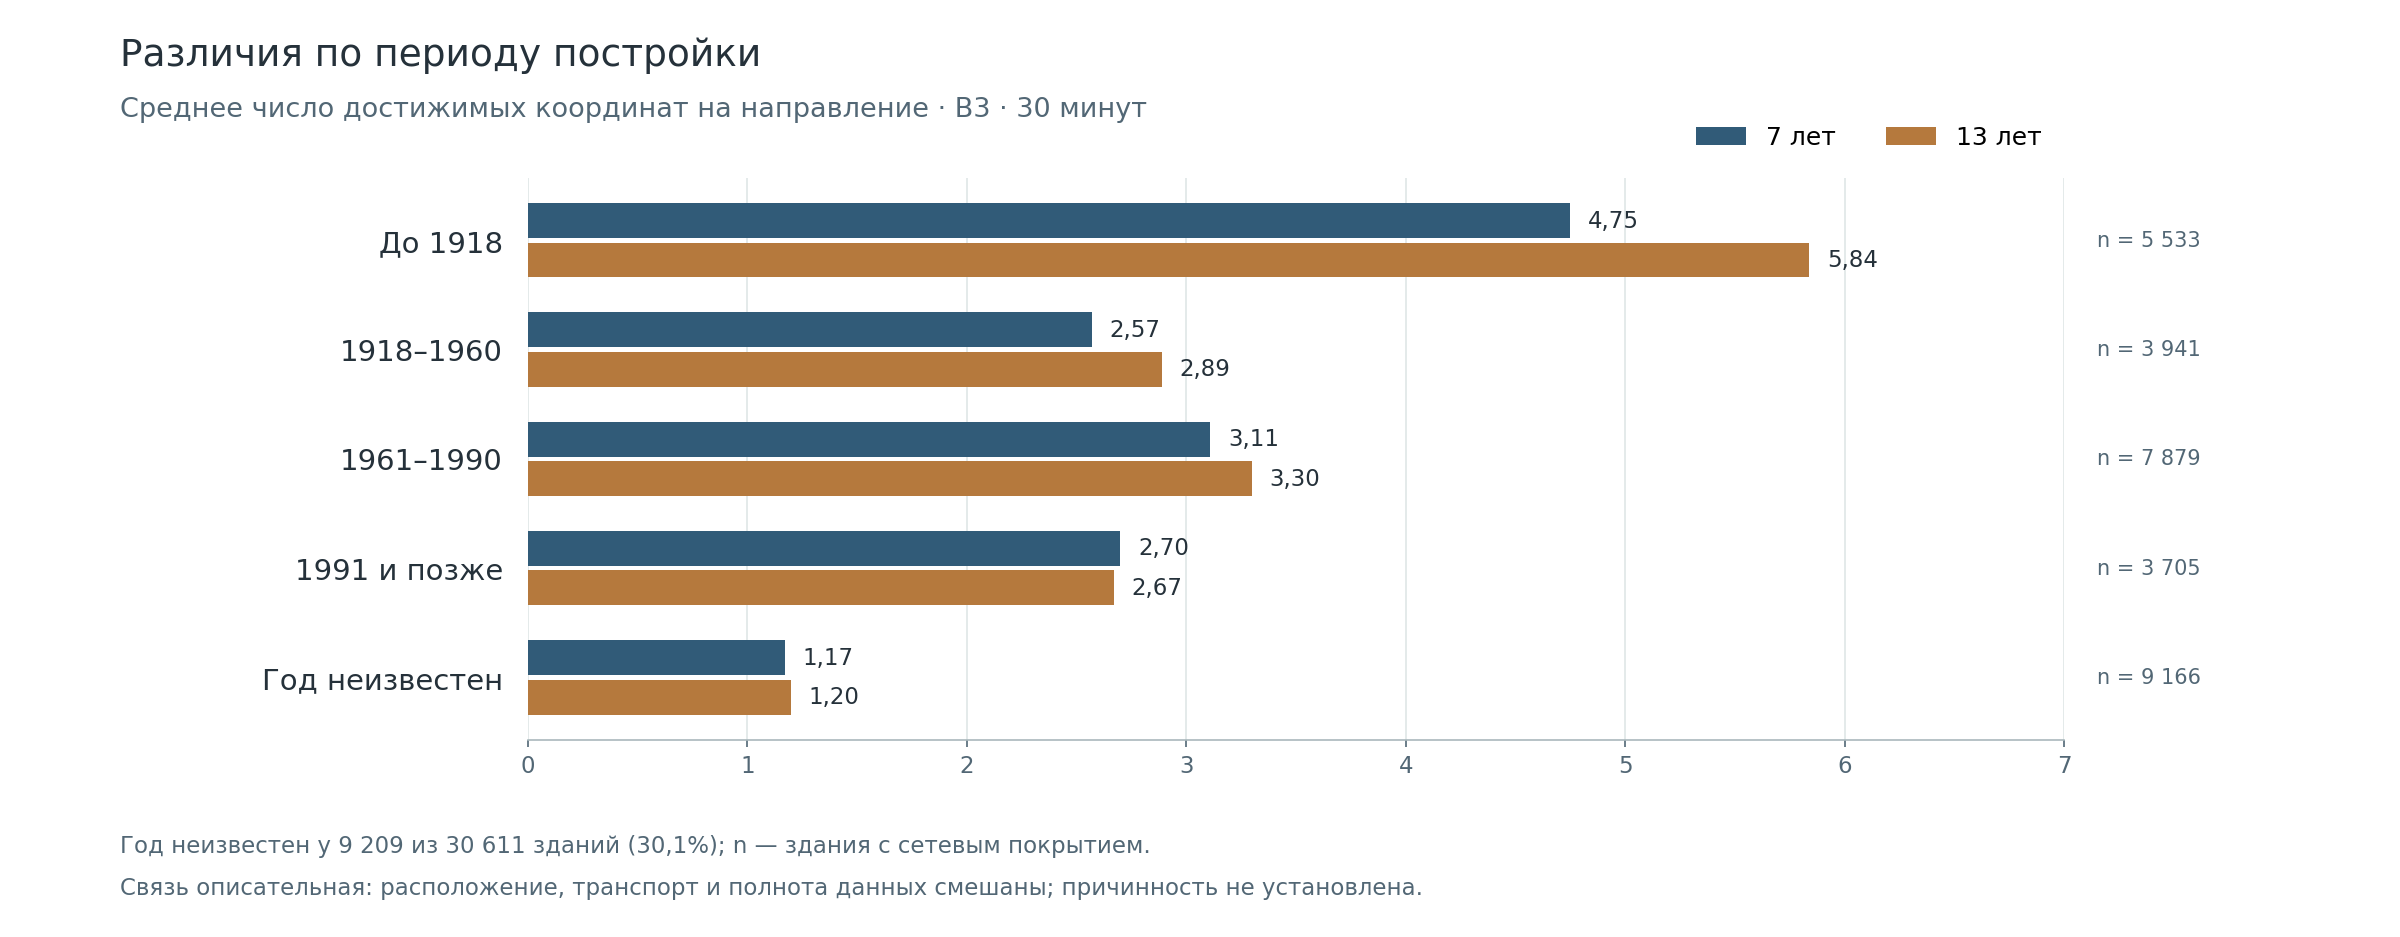 Различия по периоду постройки
Среднее число достижимых координат на направление · В3 · 30 минут
7 лет 13 лет
До 1918 4,75 5,84 n = 5 533
1918–1960 2,57 2,89 n = 3 941
1961–1990 3,11 3,30 n = 7 879
1991 и позже 2,70 2,67 n = 3 705
Год неизвестен 1,17 1,20 n = 9 166
0 1 2 3 4 5 6 7
Год неизвестен у 9 209 из 30 611 зданий (30,1%); n — здания с сетевым покрытием.
Связь описательная: расположение, транспорт и полнота данных смешаны; причинность не установлена.